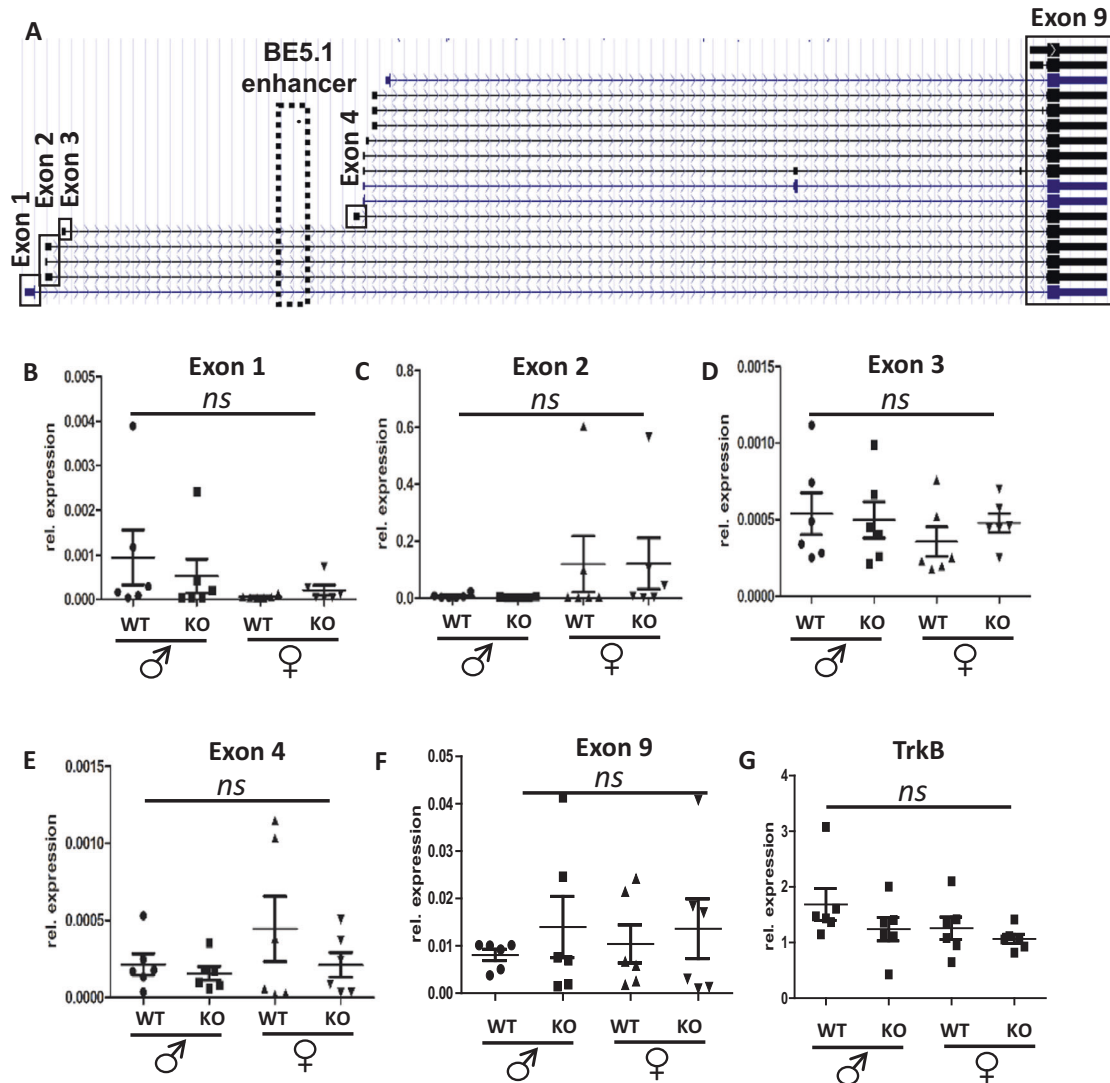 A
Exon 9
BE5.1
enhancer
Exon 1
Exon 2
Exon 3
Exon 4
B
Exon 1
ns
rel. expression
0.005
0.004
0.003
0.002
0.001
0.000
WT KO WT KO
♂ ♀
C
Exon 2
ns
rel. expression
0.8
0.6
0.4
0.2
0.0
WT KO WT KO
♂ ♀
D
Exon 3
ns
rel. expression
0.0015
0.0010
0.0005
0.0000
WT KO WT KO
♂ ♀
E
Exon 4
ns
rel. expression
0.0015
0.0010
0.0005
0.0000
WT KO WT KO
♂ ♀
F
Exon 9
ns
rel. expression
0.05
0.04
0.03
0.02
0.01
0.00
WT KO WT KO
♂ ♀
G
TrkB
ns
rel. expression
4
3
2
1
0
WT KO WT KO
♂ ♀